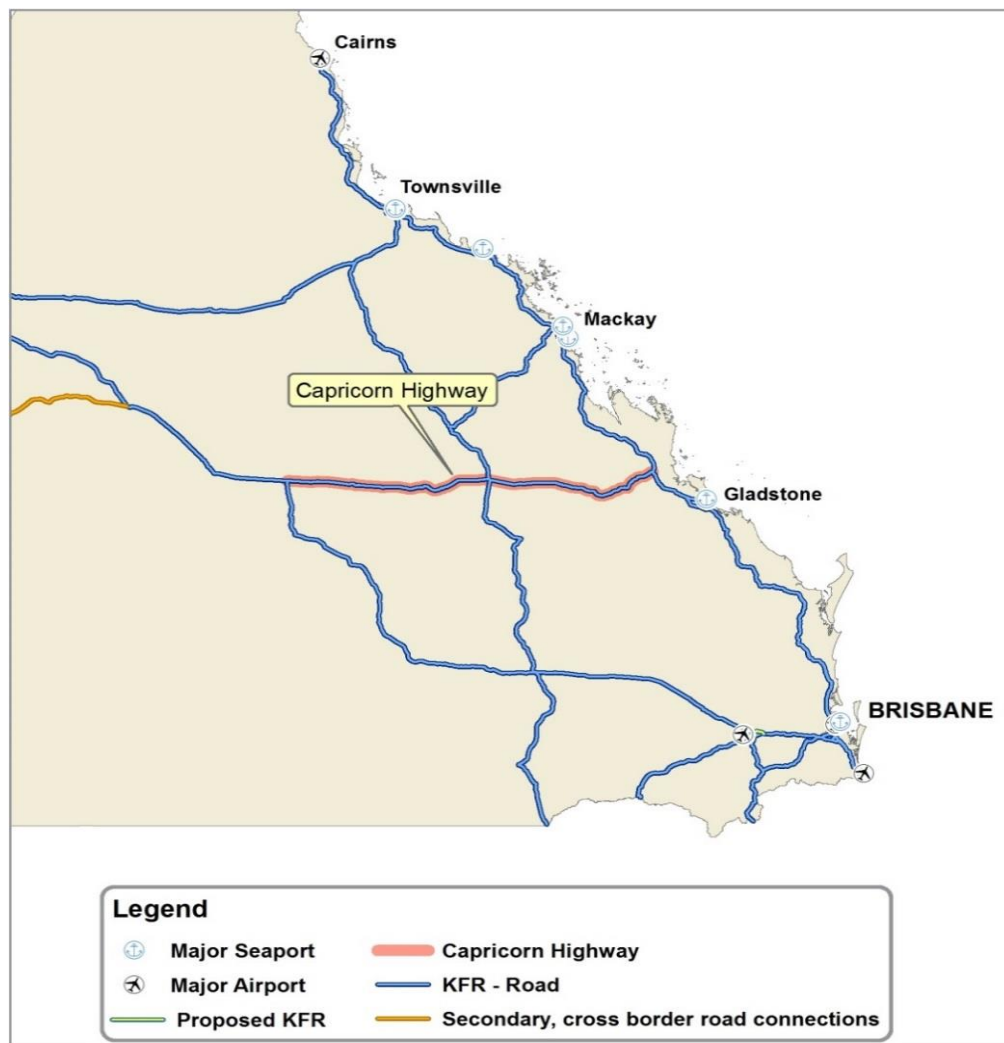 Cairns
Townsville
Mackay
Capricorn Highway
Gladstone
BRISBANE
Legend
Major Seaport
Capricorn Highway
Major Airport
KFR - Road
Proposed KFR
Secondary, cross border road connections